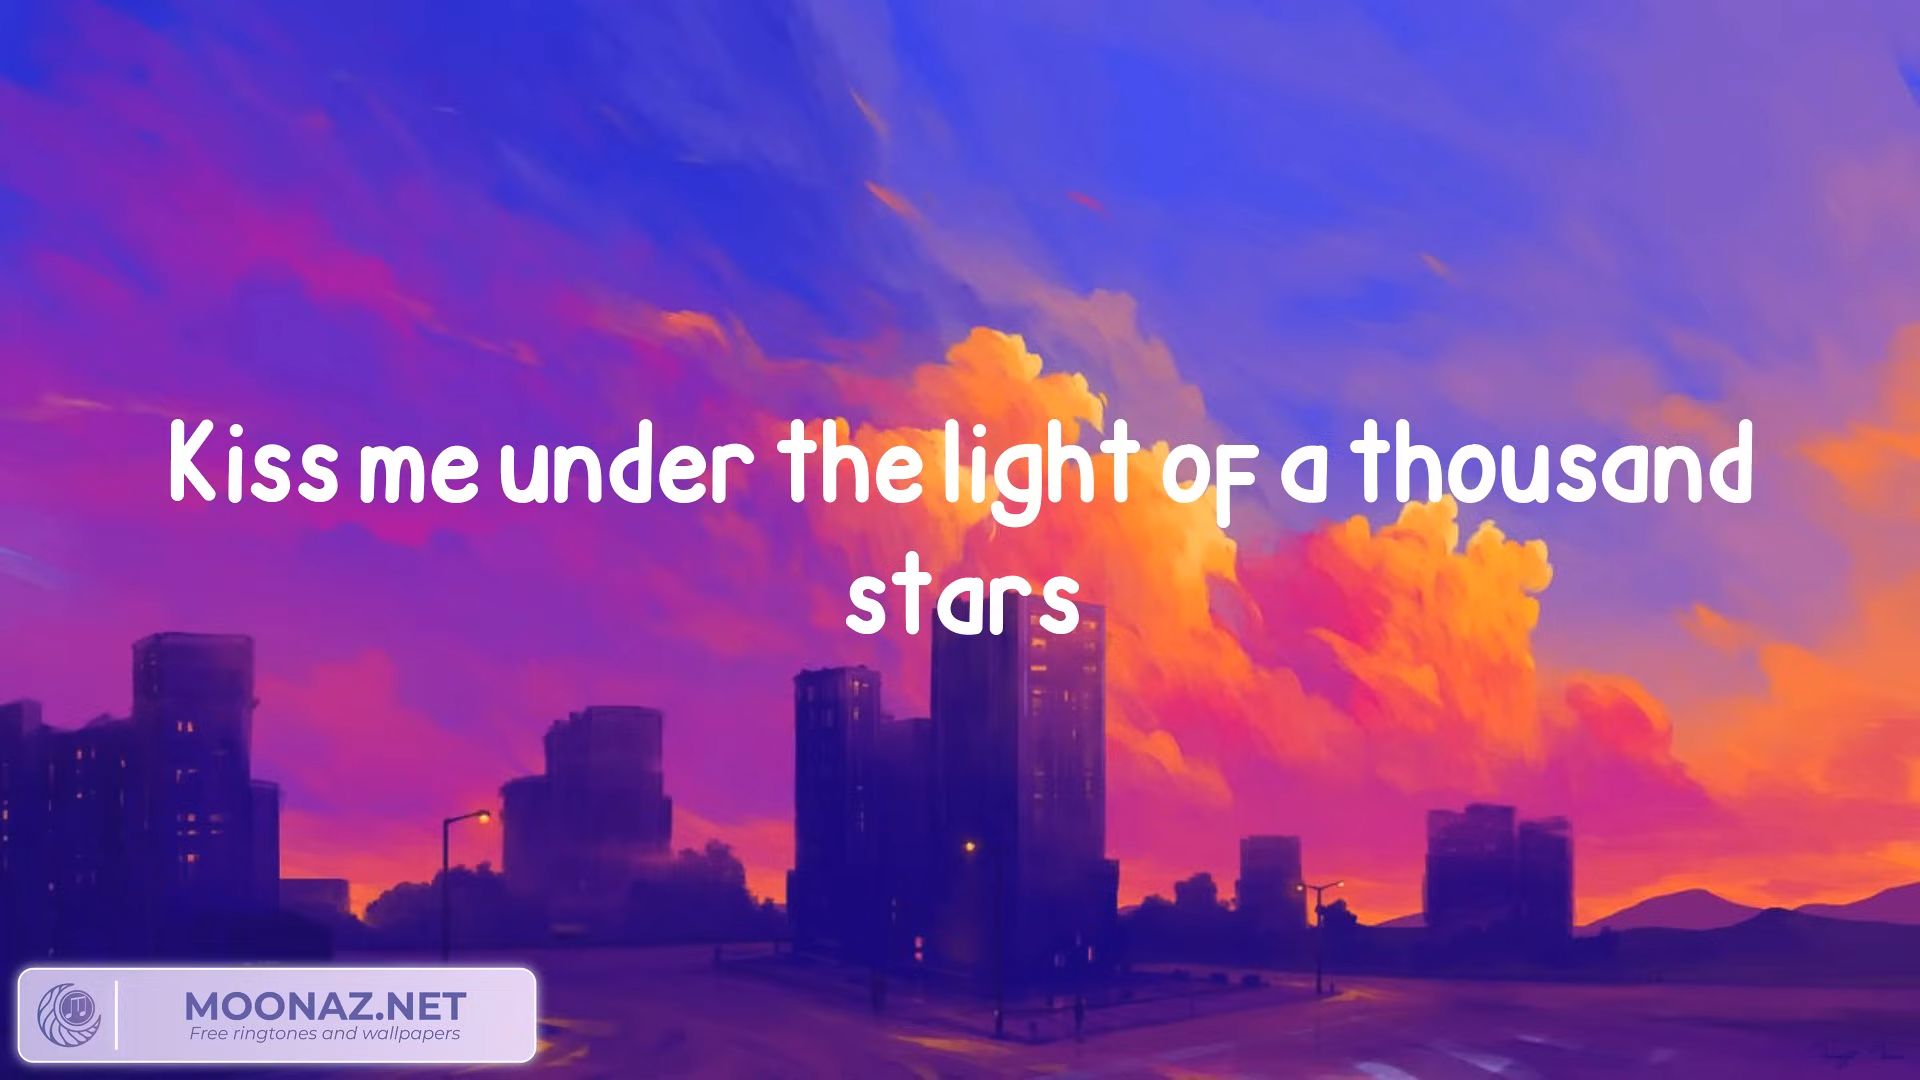 Kiss me under the light of a thousand
stars
MOONAZ.NET
Free ringtones and wallpapers